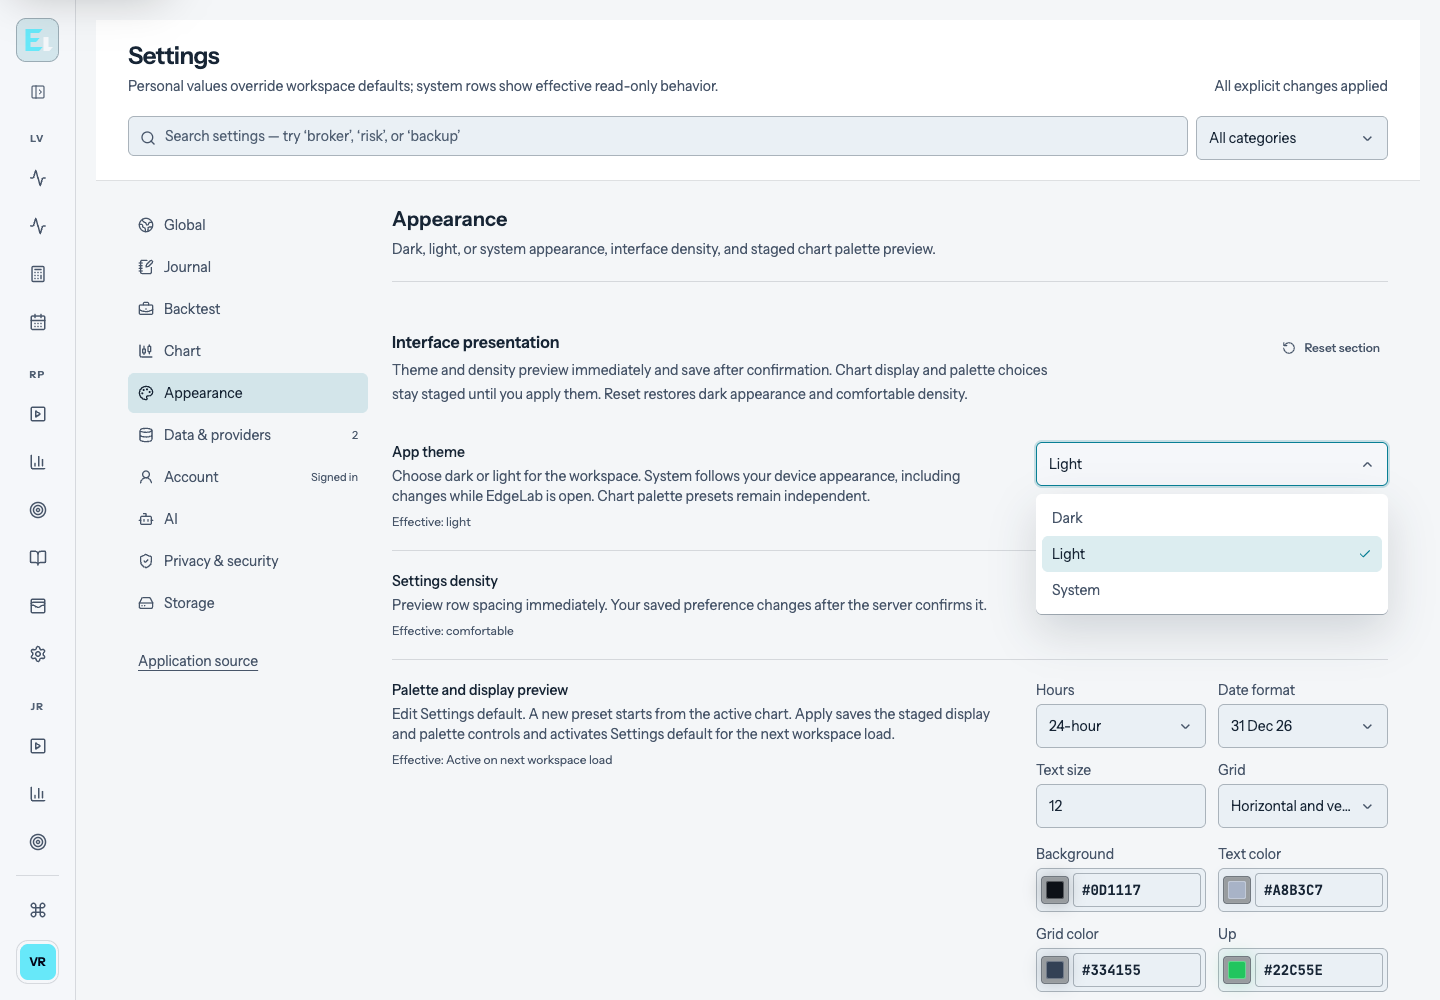 EL
Settings
Personal values override workspace defaults; system rows show effective read-only behavior.
All explicit changes applied
Search settings — try ‘broker’, ‘risk’, or ‘backup’
All categories
LV
RP
JR
VR
Global
Journal
Backtest
Chart
Appearance
Data & providers
2
Account
Signed in
AI
Privacy & security
Storage
Application source
Appearance
Dark, light, or system appearance, interface density, and staged chart palette preview.
Interface presentation
Reset section
Theme and density preview immediately and save after confirmation. Chart display and palette choices
stay staged until you apply them. Reset restores dark appearance and comfortable density.
App theme
Choose dark or light for the workspace. System follows your device appearance, including
changes while EdgeLab is open. Chart palette presets remain independent.
Effective: light
Light
Dark
Light
System
Settings density
Preview row spacing immediately. Your saved preference changes after the server confirms it.
Effective: comfortable
Palette and display preview
Edit Settings default. A new preset starts from the active chart. Apply saves the staged display
and palette controls and activates Settings default for the next workspace load.
Effective: Active on next workspace load
Hours
Date format
24-hour
31 Dec 26
Text size
Grid
12
Horizontal and ve...
Background
Text color
#0D1117
#A8B3C7
Grid color
Up
#334155
#22C55E